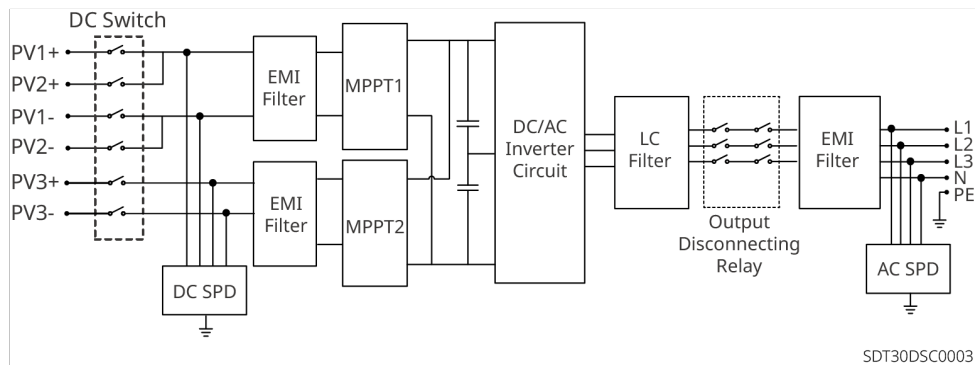 DC Switch
PV1+
PV2+
PV1-
PV2-
PV3+
PV3-
EMI
Filter
EMI
Filter
MPPT1
MPPT2
DC SPD
DC/AC
Inverter
Circuit
LC
Filter
Output
Disconnecting
Relay
EMI
Filter
L1
L2
L3
N
PE
AC SPD
SDT30DSC0003